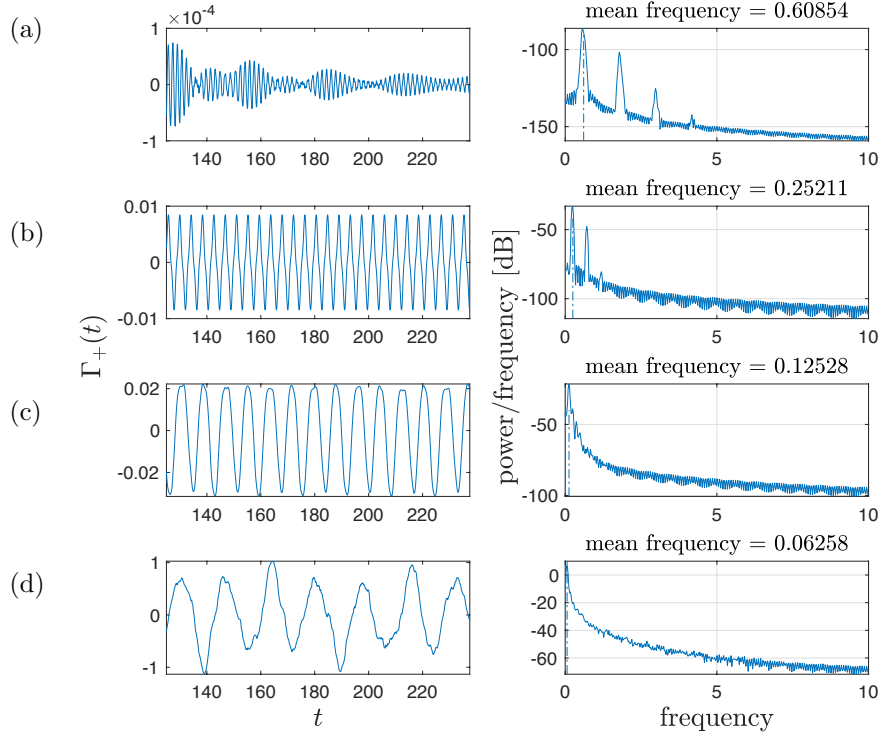 (a)
×10^-4
1
0
-1
140 160 180 200 220
mean frequency = 0.60854
-100
-150
0 5 10
(b)
0.01
0
-0.01
140 160 180 200 220
mean frequency = 0.25211
-50
-100
0 5 10
(c)
0.02
0
-0.02
140 160 180 200 220
mean frequency = 0.12528
-50
-100
0 5 10
(d)
1
0
-1
140 160 180 200 220
mean frequency = 0.06258
0
-20
-40
-60
0 5 10
Γ₊(t)
t
power/frequency [dB]
frequency